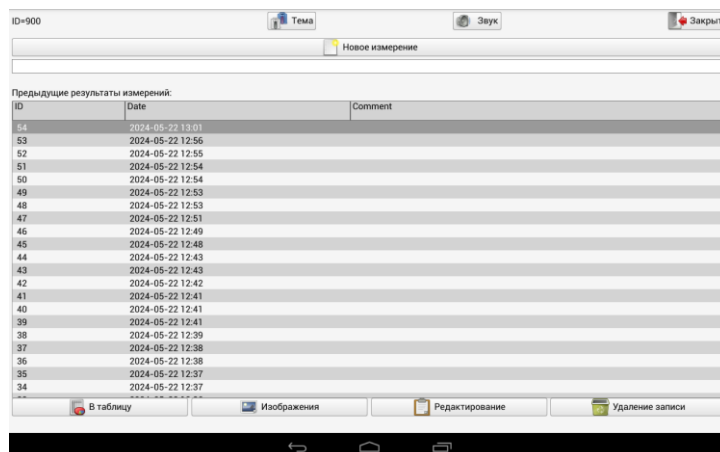 ID=900 Тема Звук Закрыт
Новое измерение
Предыдущие результаты измерений:
ID Date Comment
54 2024-05-22 13:01
53 2024-05-22 12:56
52 2024-05-22 12:55
51 2024-05-22 12:54
50 2024-05-22 12:54
49 2024-05-22 12:53
48 2024-05-22 12:53
47 2024-05-22 12:51
46 2024-05-22 12:49
45 2024-05-22 12:48
44 2024-05-22 12:43
43 2024-05-22 12:43
42 2024-05-22 12:42
41 2024-05-22 12:41
40 2024-05-22 12:41
39 2024-05-22 12:41
38 2024-05-22 12:39
37 2024-05-22 12:38
36 2024-05-22 12:38
35 2024-05-22 12:37
34 2024-05-22 12:37
В таблицу Изображения Редактирование Удаление записи